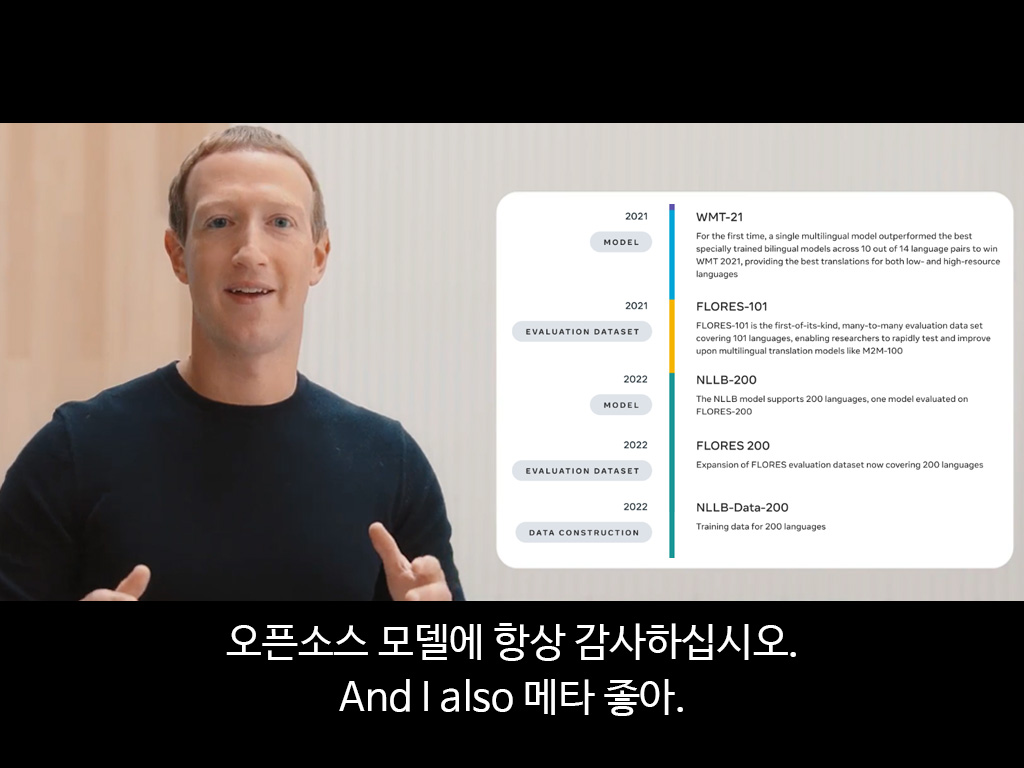 2021
MODEL
WMT-21
For the first time, a single multilingual model outperformed the best
specially trained bilingual models across 10 out of 14 language pairs to win
WMT 2021, providing the best translations for both low- and high-resource
languages
2021
EVALUATION DATASET
FLORES-101
FLORES-101 is the first-of-its-kind, many-to-many evaluation data set
covering 101 languages, enabling researchers to rapidly test and improve
upon multilingual translation models like M2M-100
2022
MODEL
NLLB-200
The NLLB model supports 200 languages, one model evaluated on
FLORES-200
2022
EVALUATION DATASET
FLORES 200
Expansion of FLORES evaluation dataset now covering 200 languages
2022
DATA CONSTRUCTION
NLLB-Data-200
Training data for 200 languages
오픈소스 모델에 항상 감사하십시오.
And I also 메타 좋아.